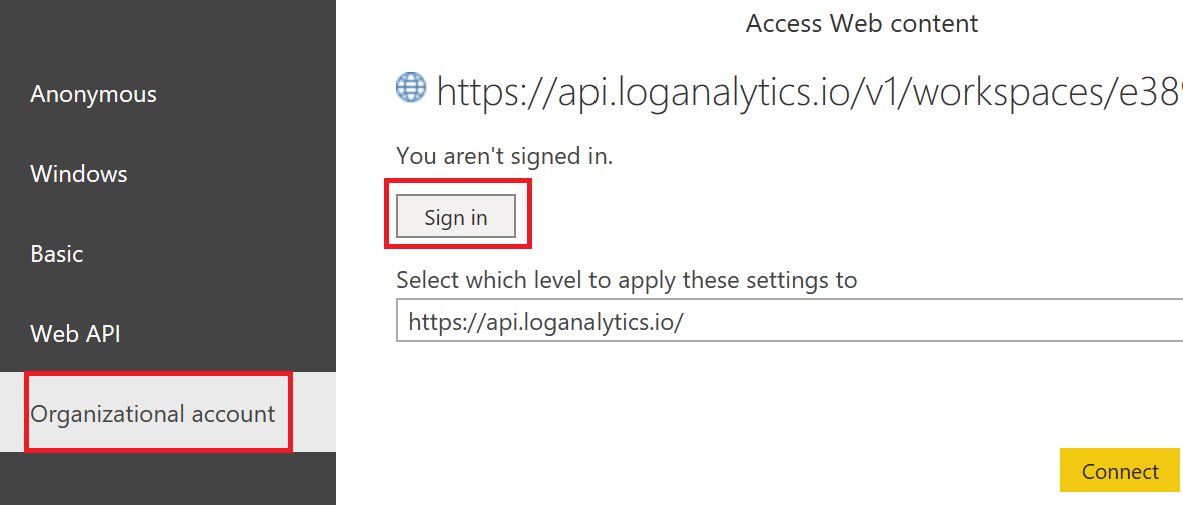 Access Web content
Anonymous
Windows
Basic
Web API
Organizational account
https://api.loganalytics.io/v1/workspaces/e389
You aren't signed in.
Sign in
Select which level to apply these settings to
https://api.loganalytics.io/
Connect